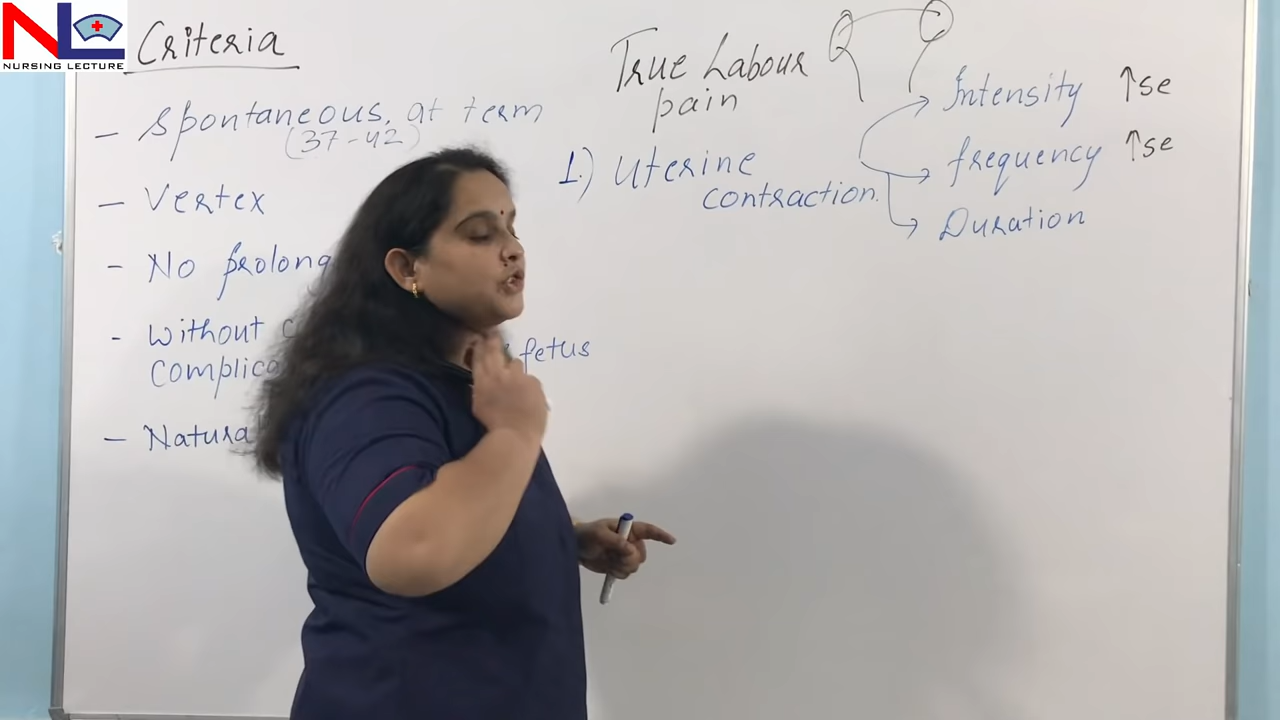 NL
NURSING LECTURE
Criteria
- Spontaneous, at term
(37-42)
- Vertex
- No prolong
- Without
complica fetus
- Natural
True Labour
pain
1.) Uterine
contraction.
Intensity ↑se
frequency ↑se
Duration